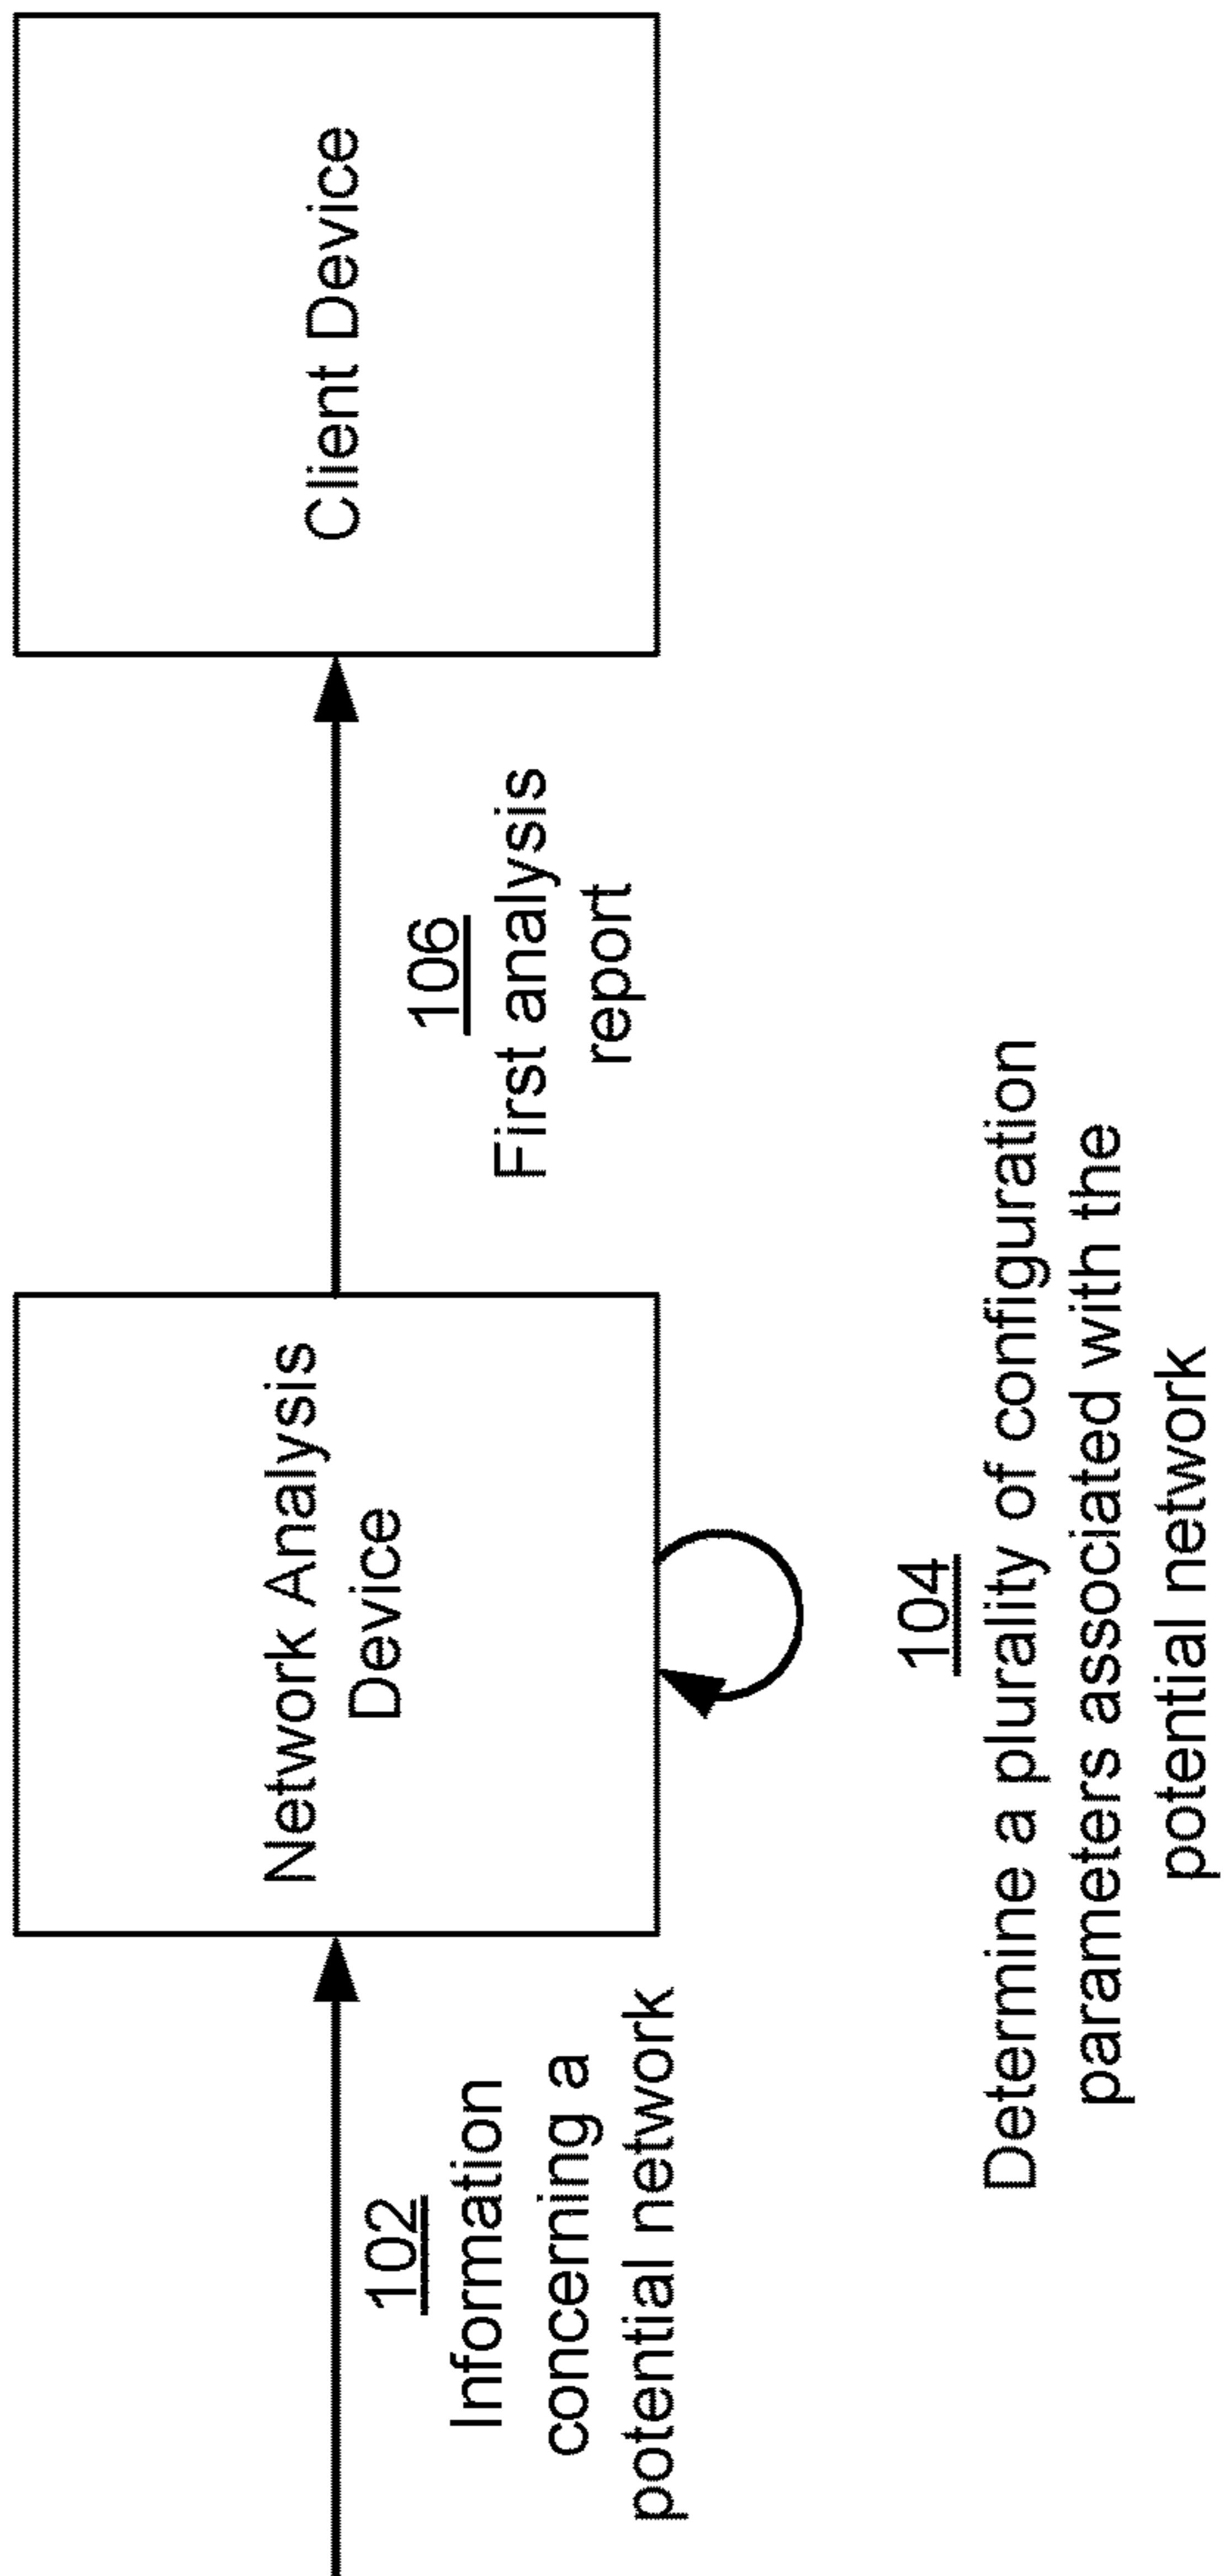 102
Information
concerning a
potential network
Network Analysis
Device
104
Determine a plurality of configuration
parameters associated with the
potential network
106
First analysis
report
Client Device